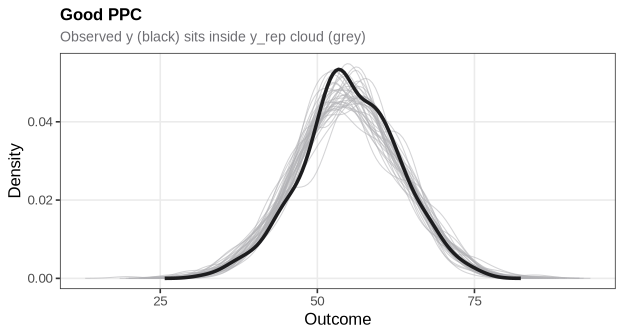 Good PPC
Observed y (black) sits inside y_rep cloud (grey)
Density
0.04
0.02
0.00
25 50 75
Outcome